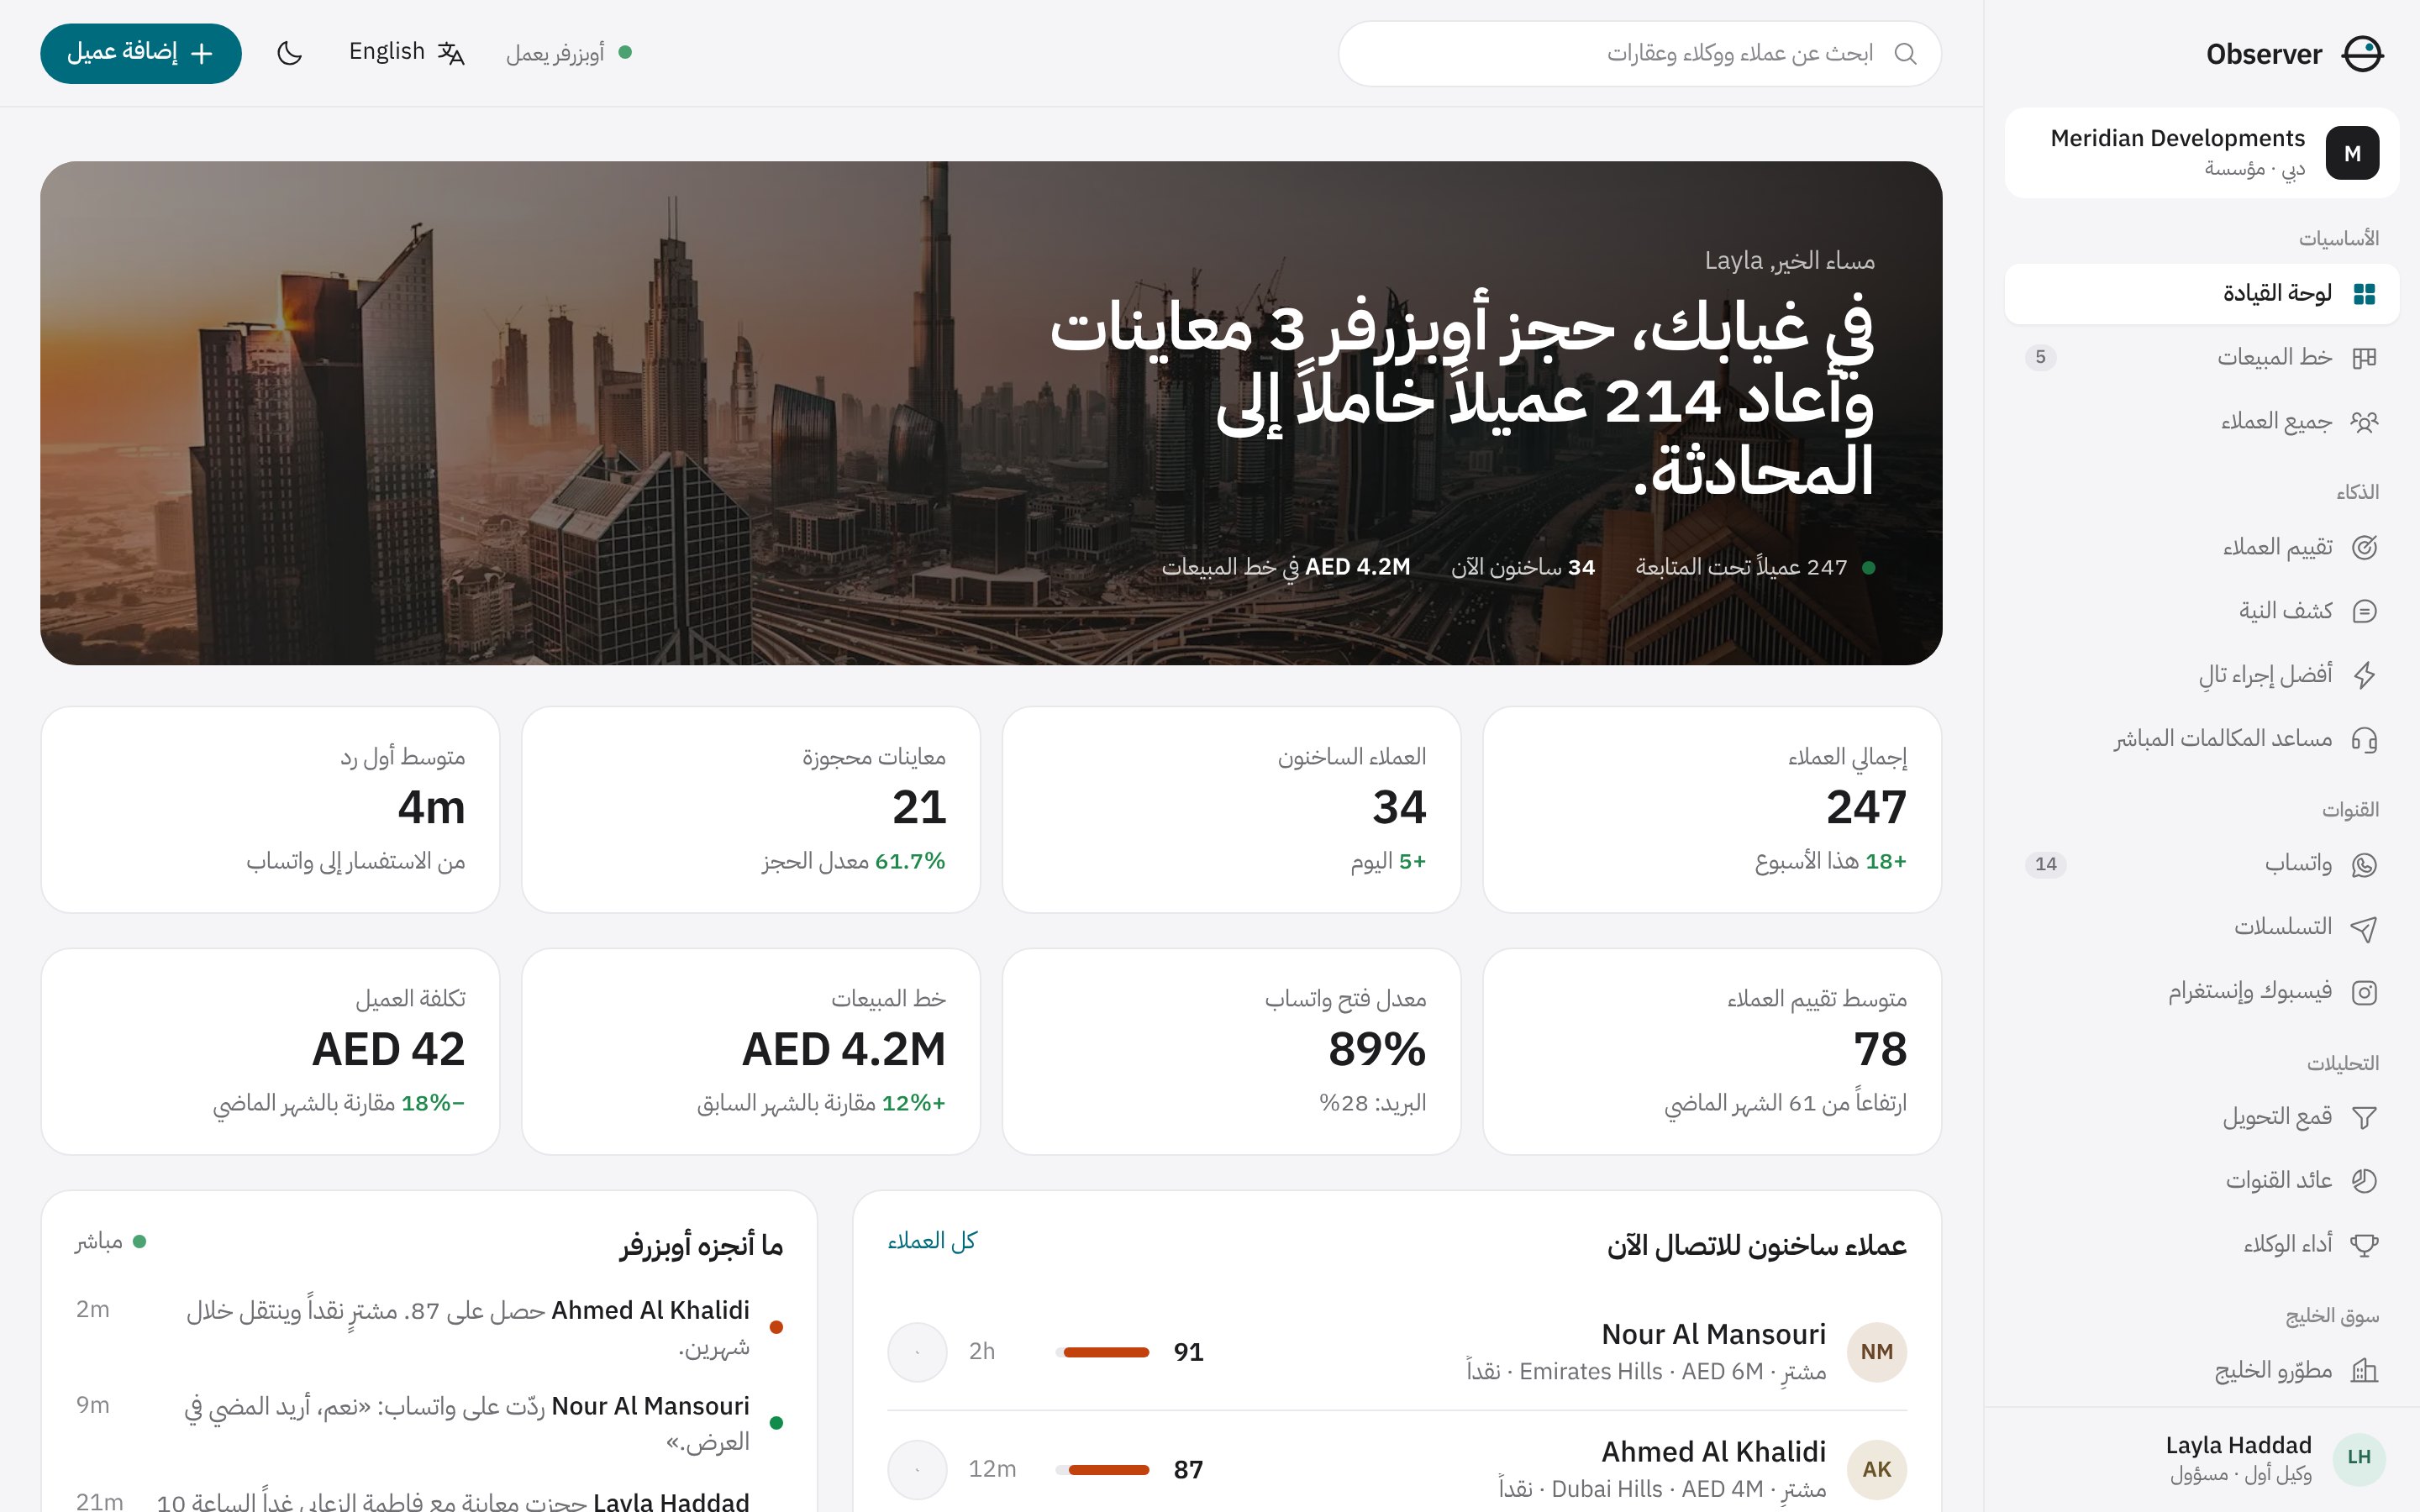 Observer
Meridian Developments
M
دبي · مؤسسة
الأساسيات
لوحة القيادة
خط المبيعات
5
جميع العملاء
الذكاء
تقييم العملاء
كشف النية
أفضل إجراء تالٍ
مساعد المكالمات المباشر
القنوات
واتساب
14
التسلسلات
فيسبوك وإنستغرام
التحليلات
قمع التحويل
عائد القنوات
أداء الوكلاء
سوق الخليج
مطوّرو الخليج
LH
Layla Haddad
وكيل أول · مسؤول
ابحث عن عملاء ووكلاء وعقارات
أوبزرفر يعمل
English
إضافة عميل
مساء الخير, Layla
في غيابك، حجز أوبزرفر 3 معاينات
وأعاد 214 عميلاً خاملاً إلى
المحادثة.
247 عميلاً تحت المتابعة
34 ساخنون الآن
AED 4.2M في خط المبيعات
إجمالي العملاء
247
+18 هذا الأسبوع
العملاء الساخنون
34
+5 اليوم
معاينات محجوزة
21
61.7% معدل الحجز
متوسط أول رد
4m
من الاستفسار إلى واتساب
متوسط تقييم العملاء
78
ارتفاعاً من 61 الشهر الماضي
معدل فتح واتساب
89%
البريد: 28%
خط المبيعات
AED 4.2M
+12% مقارنة بالشهر السابق
تكلفة العميل
AED 42
−18% مقارنة بالشهر الماضي
عملاء ساخنون للاتصال الآن
كل العملاء
NM
Nour Al Mansouri
مشترٍ · Emirates Hills · AED 6M · نقداً
91
2h
AK
Ahmed Al Khalidi
مشترٍ · Dubai Hills · AED 4M · نقداً
87
12m
ما أنجزه أوبزرفر
مباشر
Ahmed Al Khalidi حصل على 87. مشترٍ نقداً وينتقل خلال
شهرين.
2m
Nour Al Mansouri ردّت على واتساب: «نعم، أريد المضي في
العرض.»
9m
Layla Haddad حجزت معاينة مع فاطمة الزعابي غداً الساعة 10
21m